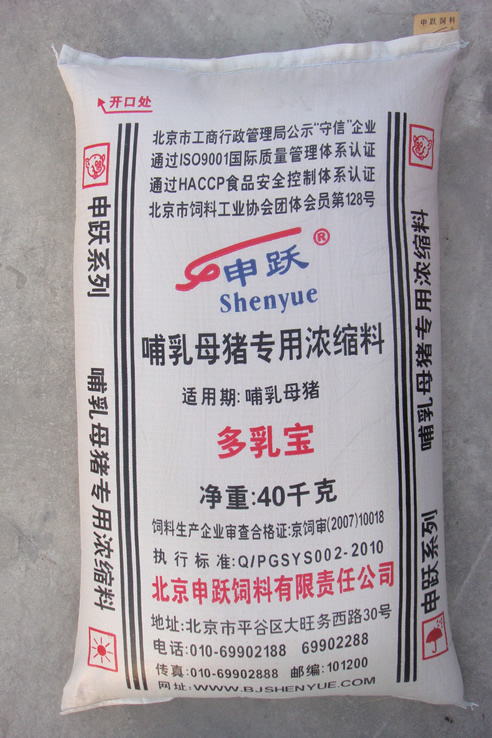 申跃饲料
开口处
北京市工商行政管理局公示"守信"企业
通过ISO9001国际质量管理体系认证
通过HACCP食品安全控制体系认证
北京市饲料工业协会团体会员第128号
申跃®
Shenyue
哺乳母猪专用浓缩料
适用期:哺乳母猪
多乳宝
净重:40千克
饲料生产企业审查合格证:京饲审(2007)10018
执行标准:Q/PGSYS002-2010
北京申跃饲料有限责任公司
地址:北京市平谷区大旺务西路30号
电话:010-69902188 69902288
传真:010-69902888 邮编:101200
网址:WWW.BJSHENYUE.COM
申跃系列
哺乳母猪专用浓缩料
哺乳母猪专用浓缩料
申跃系列